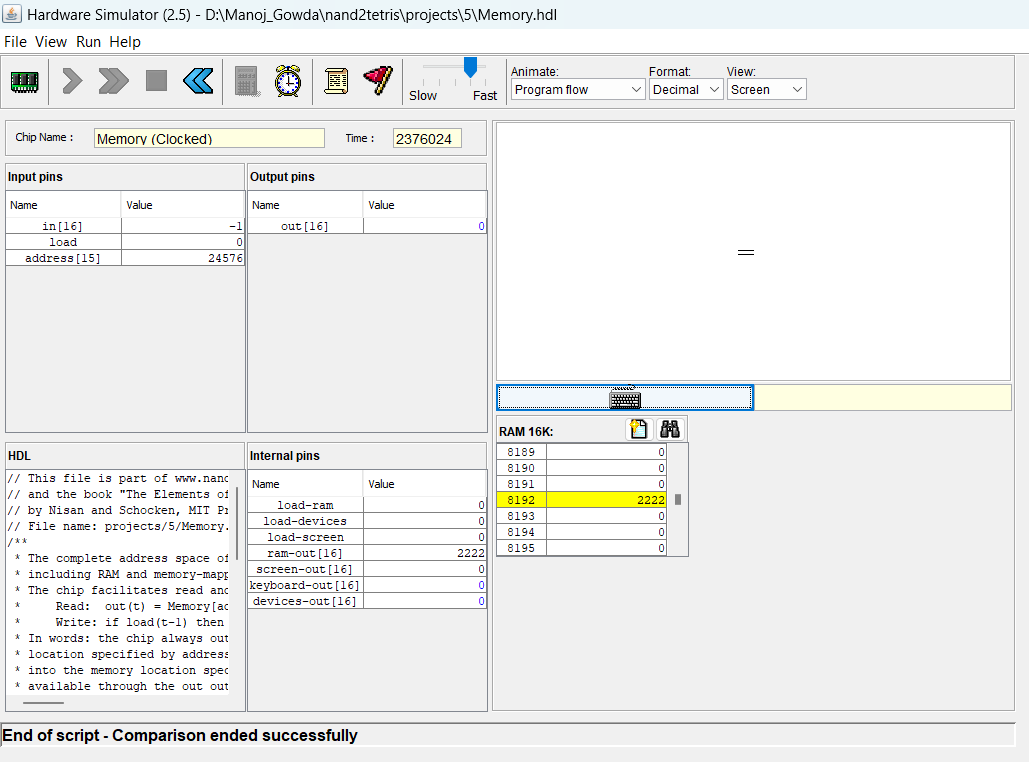 Hardware Simulator (2.5) - D:\Manoj_Gowda\nand2tetris\projects\5\Memory.hdl
File View Run Help
Slow Fast
Animate: Format: View:
Program flow Decimal Screen
Chip Name : Memory (Clocked) Time : 2376024
Input pins
Name Value
in[16] -1
load 0
address[15] 24576
Output pins
Name Value
out[16] 0
HDL
// This file is part of www.nand
// and the book "The Elements of
// by Nisan and Schocken, MIT Pr
// File name: projects/5/Memory.
/**
* The complete address space of
* including RAM and memory-mapp
* The chip facilitates read and
* Read: out(t) = Memory[ad
* Write: if load(t-1) then
* In words: the chip always out
* location specified by address
* into the memory location spec
* available through the out out
Internal pins
Name Value
load-ram 0
load-devices 0
load-screen 0
ram-out[16] 2222
screen-out[16] 0
keyboard-out[16] 0
devices-out[16] 0
RAM 16K:
8189 0
8190 0
8191 0
8192 2222
8193 0
8194 0
8195 0
End of script - Comparison ended successfully